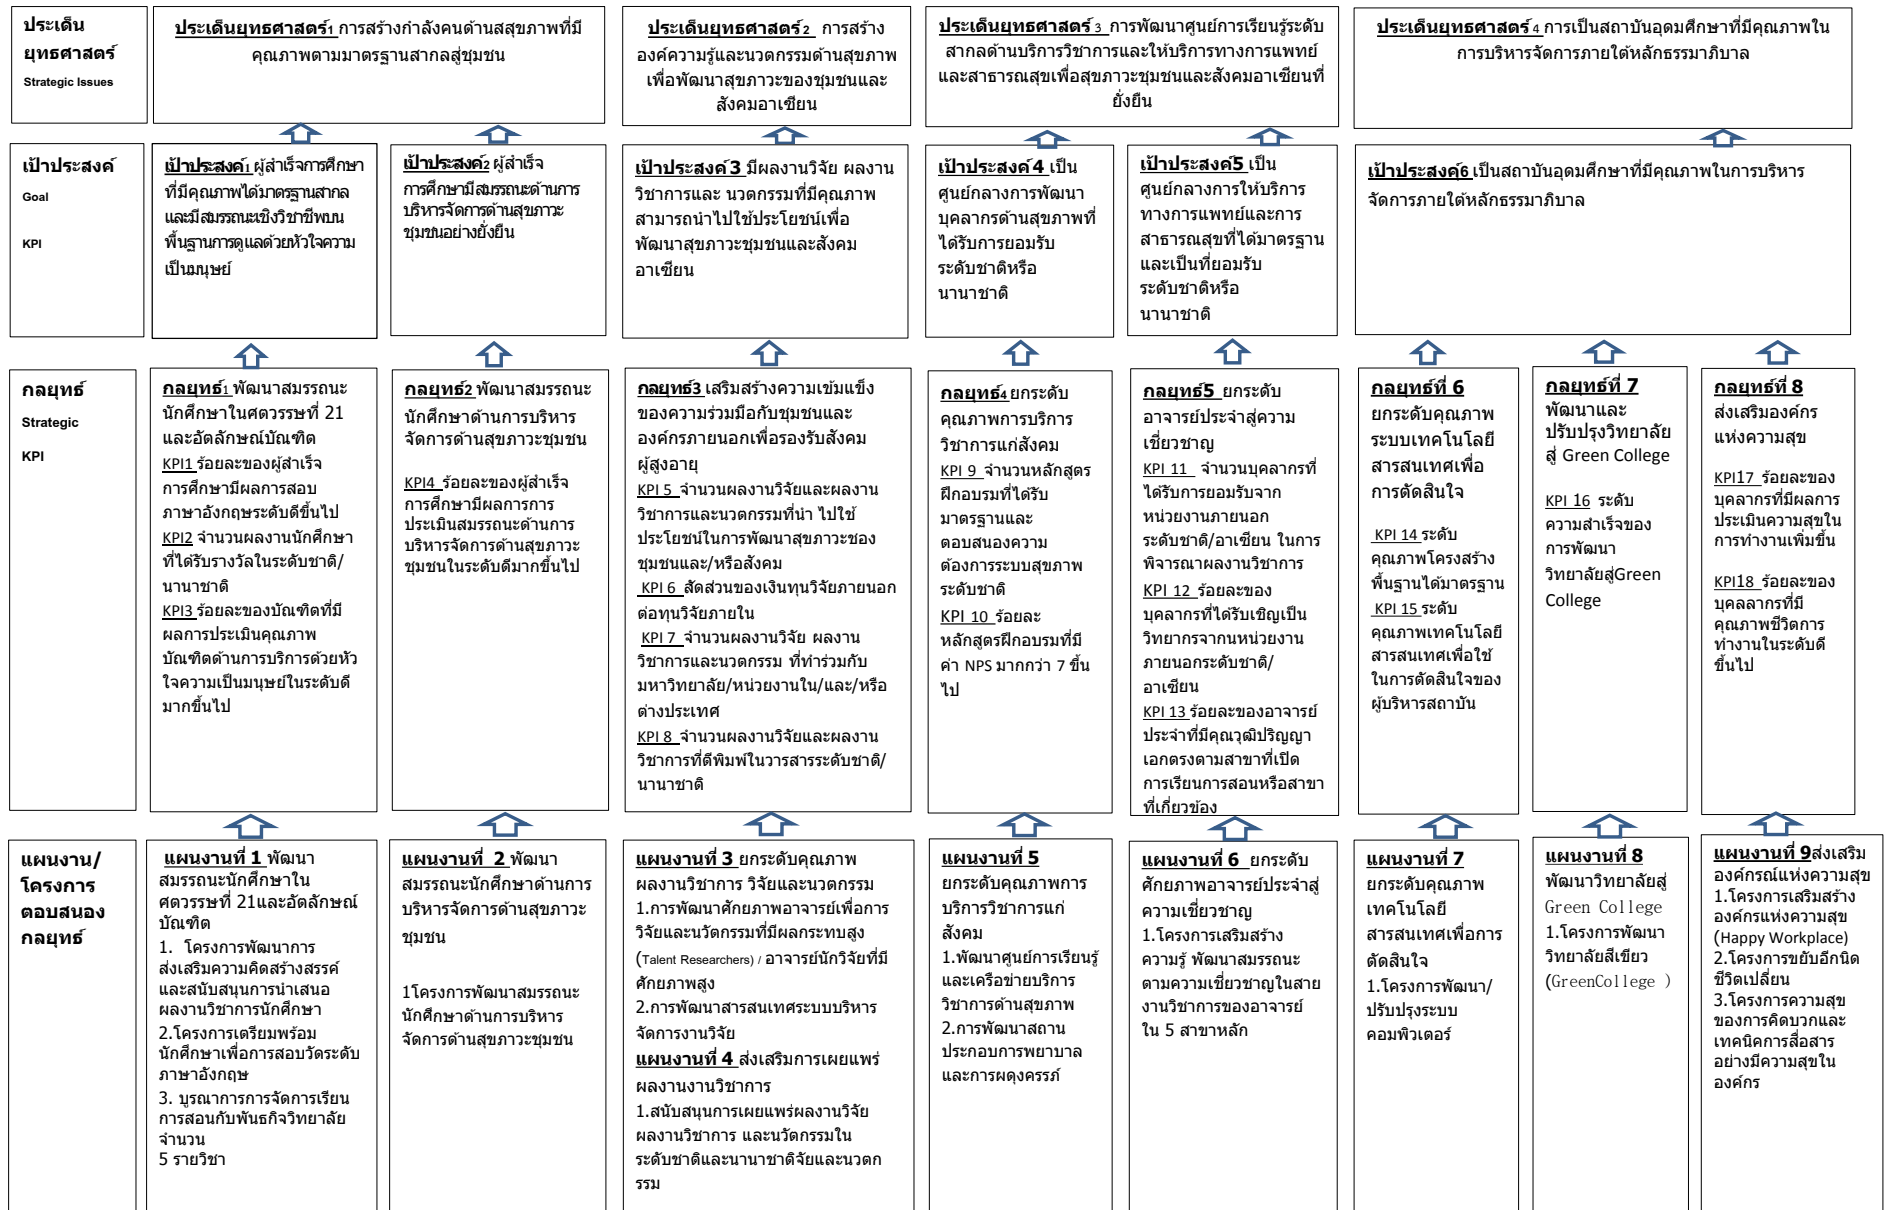 ประเด็น
ยุทธศาสตร์
Strategic Issues
ประเด็นยุทธศาสตร์1 การสร้างกำลังคนด้านสุขภาพที่มี
คุณภาพตามมาตรฐานสากลสู่ชุมชน
ประเด็นยุทธศาสตร์ 2 การสร้าง
องค์ความรู้และนวตกรรมด้านสุขภาพ
เพื่อพัฒนาสุขภาวะของชุมชนและ
สังคมอาเซียน
ประเด็นยุทธศาสตร์ 3 การพัฒนาศูนย์การเรียนรู้ระดับ
สากลด้านบริการวิชาการและให้บริการทางการแพทย์
และสาธารณสุขเพื่อสุขภาวะชุมชนและสังคมอาเซียนที่
ยั่งยืน
ประเด็นยุทธศาสตร์ 4 การเป็นสถาบันอุดมศึกษาที่มีคุณภาพใน
การบริหารจัดการภายใต้หลักธรรมาภิบาล
เป้าประสงค์
Goal
KPI
เป้าประสงค์1 ผู้สำเร็จการศึกษา
ที่มีคุณภาพได้มาตรฐานสากล
และมีสมรรถนะเชิงวิชาชีพบน
พื้นฐานการดูแลด้วยหัวใจความ
เป็นมนุษย์
เป้าประสงค์2 ผู้สำเร็จ
การศึกษามีสมรรถนะด้านการ
บริหารจัดการด้านสุขภาวะ
ชุมชนอย่างยั่งยืน
เป้าประสงค์ 3 มีผลงานวิจัย ผลงาน
วิชาการและ นวตกรรมที่มีคุณภาพ
สามารถนำไปใช้ประโยชน์เพื่อ
พัฒนาสุขภาวะชุมชนและสังคม
อาเซียน
เป้าประสงค์ 4 เป็น
ศูนย์กลางการพัฒนา
บุคลากรด้านสุขภาพที่
ได้รับการยอมรับ
ระดับชาติหรือ
นานาชาติ
เป้าประสงค์5 เป็น
ศูนย์กลางการให้บริการ
ทางการแพทย์และการ
สาธารณสุขที่ได้มาตรฐาน
และเป็นที่ยอมรับ
ระดับชาติหรือ
นานาชาติ
เป้าประสงค์6 เป็นสถาบันอุดมศึกษาที่มีคุณภาพในการบริหาร
จัดการภายใต้หลักธรรมาภิบาล
กลยุทธ์
Strategic
KPI
กลยุทธ์1 พัฒนาสมรรถนะ
นักศึกษาในศตวรรษที่ 21
และอัตลักษณ์บัณฑิต
KPI1 ร้อยละของผู้สำเร็จ
การศึกษามีผลการสอบ
ภาษาอังกฤษระดับดีขึ้นไป
KPI2 จำนวนผลงานนักศึกษา
ที่ได้รับรางวัลในระดับชาติ/
นานาชาติ
KPI3 ร้อยละของบัณฑิตที่มี
ผลการประเมินคุณภาพ
บัณฑิตด้านการบริการด้วยหัว
ใจความเป็นมนุษย์ในระดับดี
มากขึ้นไป
กลยุทธ์2 พัฒนาสมรรถนะ
นักศึกษาด้านการบริหาร
จัดการด้านสุขภาวะชุมชน
KPI4 ร้อยละของผู้สำเร็จ
การศึกษามีผลการการ
ประเมินสมรรถนะด้านการ
บริหารจัดการด้านสุขภาวะ
ชุมชนในระดับดีมากขึ้นไป
กลยุทธ์3 เสริมสร้างความเข้มแข็ง
ของความร่วมมือกับชุมชนและ
องค์กรภายนอกเพื่อรองรับสังคม
ผู้สูงอายุ
KPI 5 จำนวนผลงานวิจัยและผลงาน
วิชาการและนวตกรรมที่นำ ไปใช้
ประโยชน์ในการพัฒนาสุขภาวะชอง
ชุมชนและ/หรือสังคม
KPI 6 สัดส่วนของเงินทุนวิจัยภายนอก
ต่อทุนวิจัยภายใน
KPI 7 จำนวนผลงานวิจัย ผลงาน
วิชาการและนวตกรรม ที่ทำร่วมกับ
มหาวิทยาลัย/หน่วยงานใน/และ/หรือ
ต่างประเทศ
KPI 8 จำนวนผลงานวิจัยและผลงาน
วิชาการที่ตีพิมพ์ในวารสารระดับชาติ/
นานาชาติ
กลยุทธ์4 ยกระดับ
คุณภาพการบริการ
วิชาการแก่สังคม
KPI 9 จำนวนหลักสูตร
ฝึกอบรมที่ได้รับ
มาตรฐานและ
ตอบสนองความ
ต้องการระบบสุขภาพ
ระดับชาติ
KPI 10 ร้อยละ
หลักสูตรฝึกอบรมที่มี
ค่า NPS มากกว่า 7 ขึ้น
ไป
กลยุทธ์5 ยกระดับ
อาจารย์ประจำสู่ความ
เชี่ยวชาญ
KPI 11 จำนวนบุคลากรที่
ได้รับการยอมรับจาก
หน่วยงานภายนอก
ระดับชาติ/อาเซียน ในการ
พิจารณาผลงานวิชาการ
KPI 12 ร้อยละของ
บุคลากรที่ได้รับเชิญเป็น
วิทยากรจากนหน่วยงาน
ภายนอกระดับชาติ/
อาเซียน
KPI 13 ร้อยละของอาจารย์
ประจำที่มีคุณวุฒิปริญญา
เอกตรงตามสาขาที่เปิด
การเรียนการสอนหรือสาขา
ที่เกี่ยวข้อง
กลยุทธ์ที่ 6
ยกระดับคุณภาพ
ระบบเทคโนโลยี
สารสนเทศเพื่อ
การตัดสินใจ
KPI 14 ระดับ
คุณภาพโครงสร้าง
พื้นฐานได้มาตรฐาน
KPI 15 ระดับ
คุณภาพเทคโนโลยี
สารสนเทศเพื่อใช้
ในการตัดสินใจของ
ผู้บริหารสถาบัน
กลยุทธ์ที่ 7
พัฒนาและ
ปรับปรุงวิทยาลัย
สู่ Green College
KPI 16 ระดับ
ความสำเร็จของ
การพัฒนา
วิทยาลัยสู่Green
College
กลยุทธ์ที่ 8
ส่งเสริมองค์กร
แห่งความสุข
KPI17 ร้อยละของ
บุคลากรที่มีผลการ
ประเมินความสุขใน
การทำงานเพิ่มขึ้น
KPI18 ร้อยละของ
บุคลลากรที่มี
คุณภาพชีวิตการ
ทำงานในระดับดี
ขึ้นไป
แผนงาน/
โครงการ
ตอบสนอง
กลยุทธ์
แผนงานที่ 1 พัฒนา
สมรรถนะนักศึกษาใน
ศตวรรษที่ 21และอัตลักษณ์
บัณฑิต
1. โครงการพัฒนาการ
ส่งเสริมความคิดสร้างสรรค์
และสนับสนุนการนำเสนอ
ผลงานวิชาการนักศึกษา
2.โครงการเตรียมพร้อม
นักศึกษาเพื่อการสอบวัดระดับ
ภาษาอังกฤษ
3. บูรณาการการจัดการเรียน
การสอนกับพันธกิจวิทยาลัย
จำนวน
5 รายวิชา
แผนงานที่ 2 พัฒนา
สมรรถนะนักศึกษาด้านการ
บริหารจัดการด้านสุขภาวะ
ชุมชน
1โครงการพัฒนาสมรรถนะ
นักศึกษาด้านการบริหาร
จัดการด้านสุขภาวะชุมชน
แผนงานที่ 3 ยกระดับคุณภาพ
ผลงานวิชาการ วิจัยและนวัตกรรม
1.การพัฒนาศักยภาพอาจารย์เพื่อการ
วิจัยและนวัตกรรมที่มีผลกระทบสูง
(Talent Researchers) / อาจารย์นักวิจัยที่มี
ศักยภาพสูง
2.การพัฒนาสารสนเทศระบบบริหาร
จัดการงานวิจัย
แผนงานที่ 4 ส่งเสริมการเผยแพร่
ผลงานงานวิชาการ
1.สนับสนุนการเผยแพร่ผลงานวิจัย
ผลงานวิชาการ และนวัตกรรมใน
ระดับชาติและนานาชาติจัยและนวตก
รรม
แผนงานที่ 5
ยกระดับคุณภาพการ
บริการวิชาการแก่
สังคม
1.พัฒนาศูนย์การเรียนรู้
และเครือข่ายบริการ
วิชาการด้านสุขภาพ
2.การพัฒนาสถาน
ประกอบการพยาบาล
และการผดุงครรภ์
แผนงานที่ 6 ยกระดับ
ศักยภาพอาจารย์ประจำสู่
ความเชี่ยวชาญ
1.โครงการเสริมสร้าง
ความรู้ พัฒนาสมรรถนะ
ตามความเชี่ยวชาญในสาย
งานวิชาการของอาจารย์
ใน 5 สาขาหลัก
แผนงานที่ 7
ยกระดับคุณภาพ
เทคโนโลยี
สารสนเทศเพื่อการ
ตัดสินใจ
1.โครงการพัฒนา/
ปรับปรุงระบบ
คอมพิวเตอร์
แผนงานที่ 8
พัฒนาวิทยาลัยสู่
Green College
1.โครงการพัฒนา
วิทยาลัยสีเขียว
(GreenCollege )
แผนงานที่ 9ส่งเสริม
องค์กรณ์แห่งความสุข
1.โครงการเสริมสร้าง
องค์กรแห่งความสุข
(Happy Workplace)
2.โครงการขยับอีกนิด
ชีวิตเปลี่ยน
3.โครงการความสุข
ของการคิดบวกและ
เทคนิคการสื่อสาร
อย่างมีความสุขใน
องค์กร